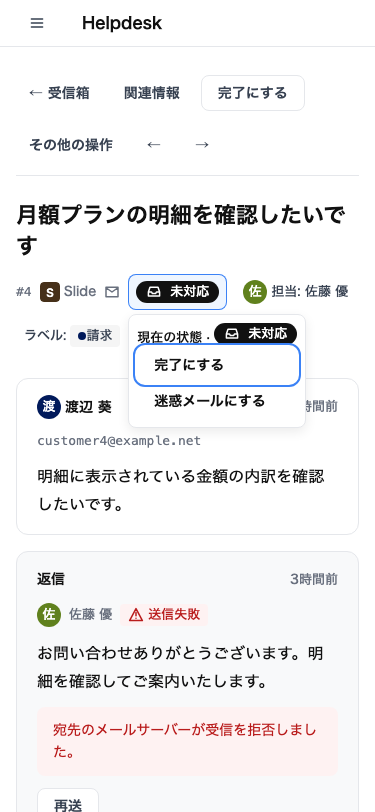 Helpdesk
← 受信箱
関連情報
完了にする
その他の操作
←
→
月額プランの明細を確認したいで
す
#4
S
Slide
未対応
佐
担当: 佐藤 優
ラベル:
請求
現在の状態 ·
未対応
完了にする
迷惑メールにする
渡
渡辺 葵
時間前
customer4@example.net
明細に表示されている金額の内訳を確認
したいです。
返信
3時間前
佐
佐藤 優
送信失敗
お問い合わせありがとうございます。明
細を確認してご案内いたします。
宛先のメールサーバーが受信を拒否しまし
た。
再送